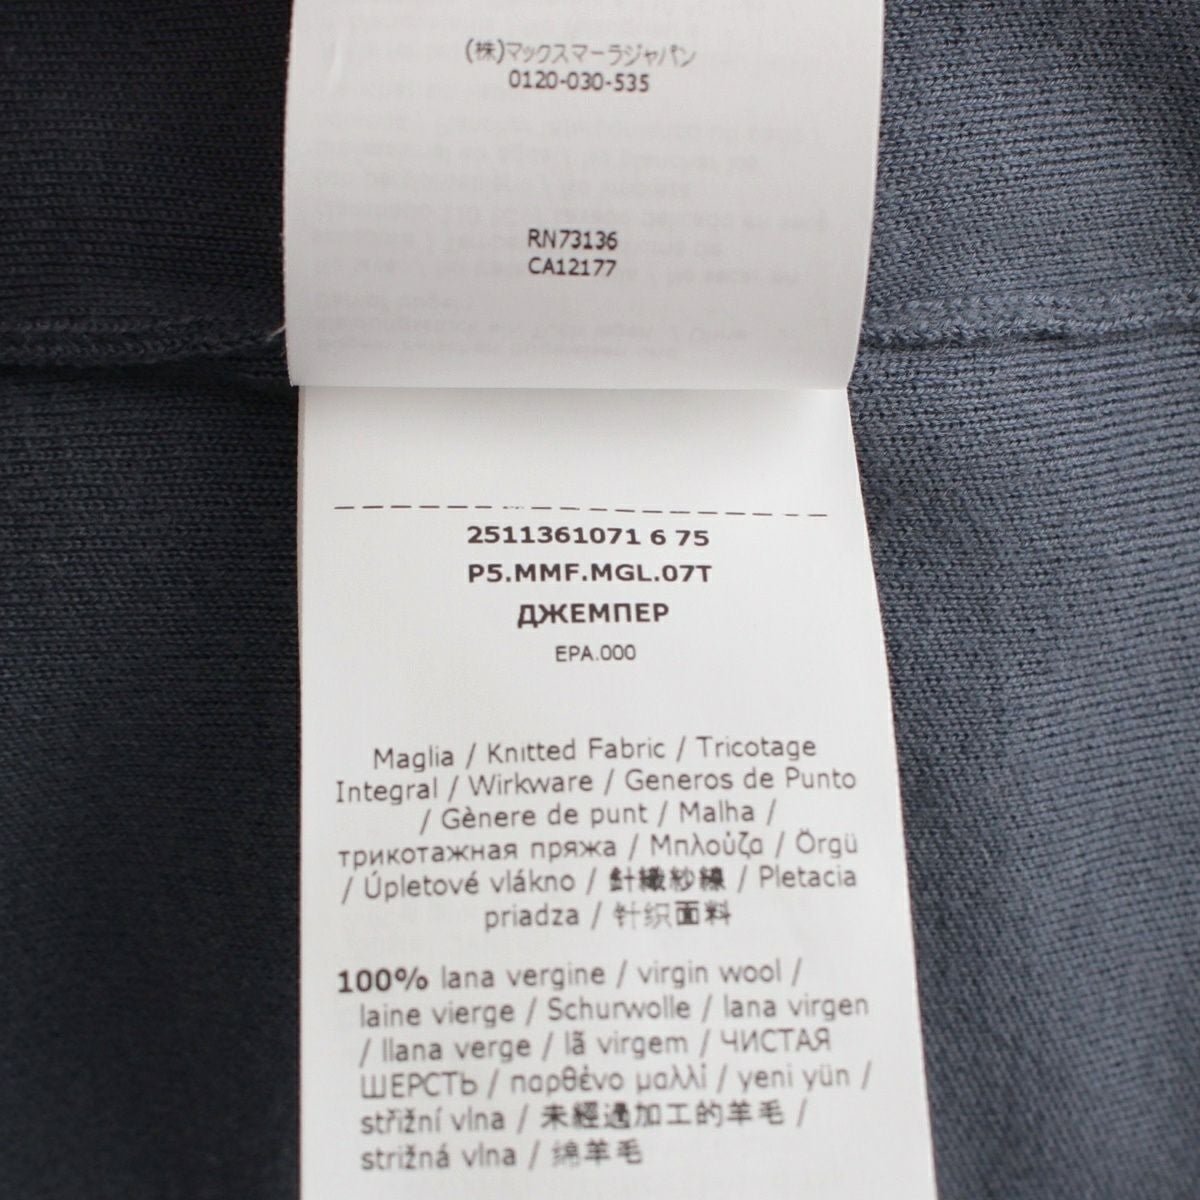 (株)マックスマーラジャパン
0120-030-535
RN73136
CA12177
2511361071 6 75
P5.MMF.MGL.07T
ДЖЕМПЕР
EPA.000
Maglia / Knitted Fabric / Tricotage
Integral / Wirkware / Generos de Punto
/ Gènere de punt / Malha /
трикотажная пряжа / Μπλούζα / Örgü
/ Úpletové vlákno / 針織紗線 / Pletacia
priadza / 针织面料
100% lana vergine / virgin wool /
laine vierge / Schurwolle / lana virgen
/ llana verge / lã virgem / ЧИСТАЯ
ШЕРСТЬ / παρθένο μαλλί / yeni yün /
střižní vlna / 未經過加工的羊毛 /
strižná vlna / 绵羊毛